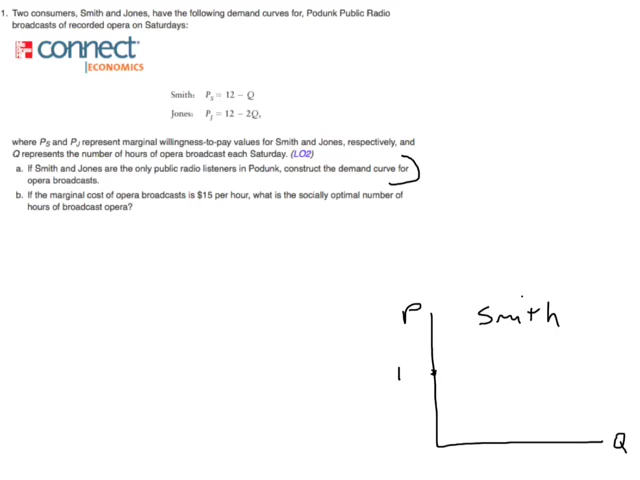 1. Two consumers, Smith and Jones, have the following demand curves for, Podunk Public Radio
broadcasts of recorded opera on Saturdays:
connect
ECONOMICS
Smith: PS = 12 − Q
Jones: PJ = 12 − 2Q,
where PS and PJ represent marginal willingness-to-pay values for Smith and Jones, respectively, and
Q represents the number of hours of opera broadcast each Saturday. (LO2)
a. If Smith and Jones are the only public radio listeners in Podunk, construct the demand curve for
opera broadcasts.
b. If the marginal cost of opera broadcasts is $15 per hour, what is the socially optimal number of
hours of broadcast opera?
P Smith
1
Q